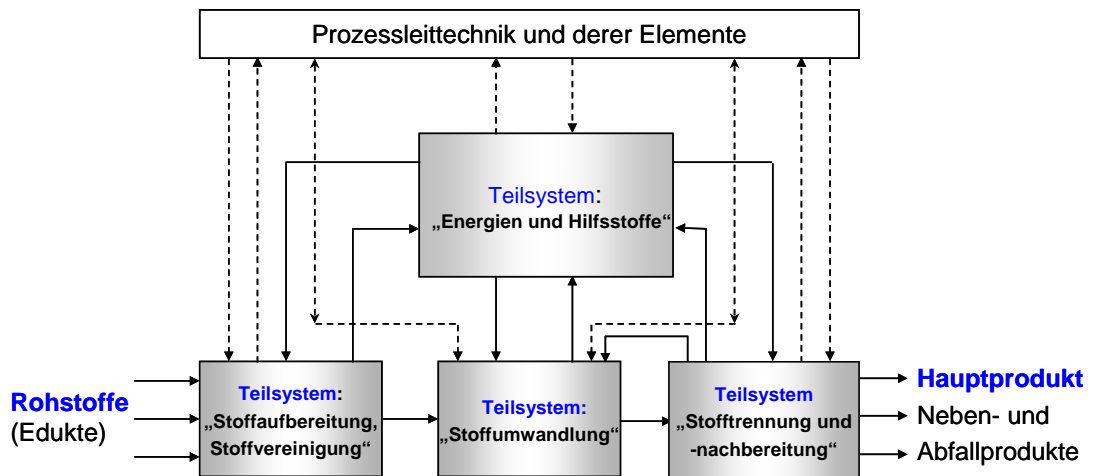 Prozessleittechnik und derer Elemente
Teilsystem:
„Energien und Hilfsstoffe“
Rohstoffe
(Edukte)
Teilsystem:
„Stoffaufbereitung,
Stoffvereinigung“
Teilsystem:
„Stoffumwandlung“
Teilsystem
„Stofftrennung und
-nachbereitung“
Hauptprodukt
Neben- und
Abfallprodukte